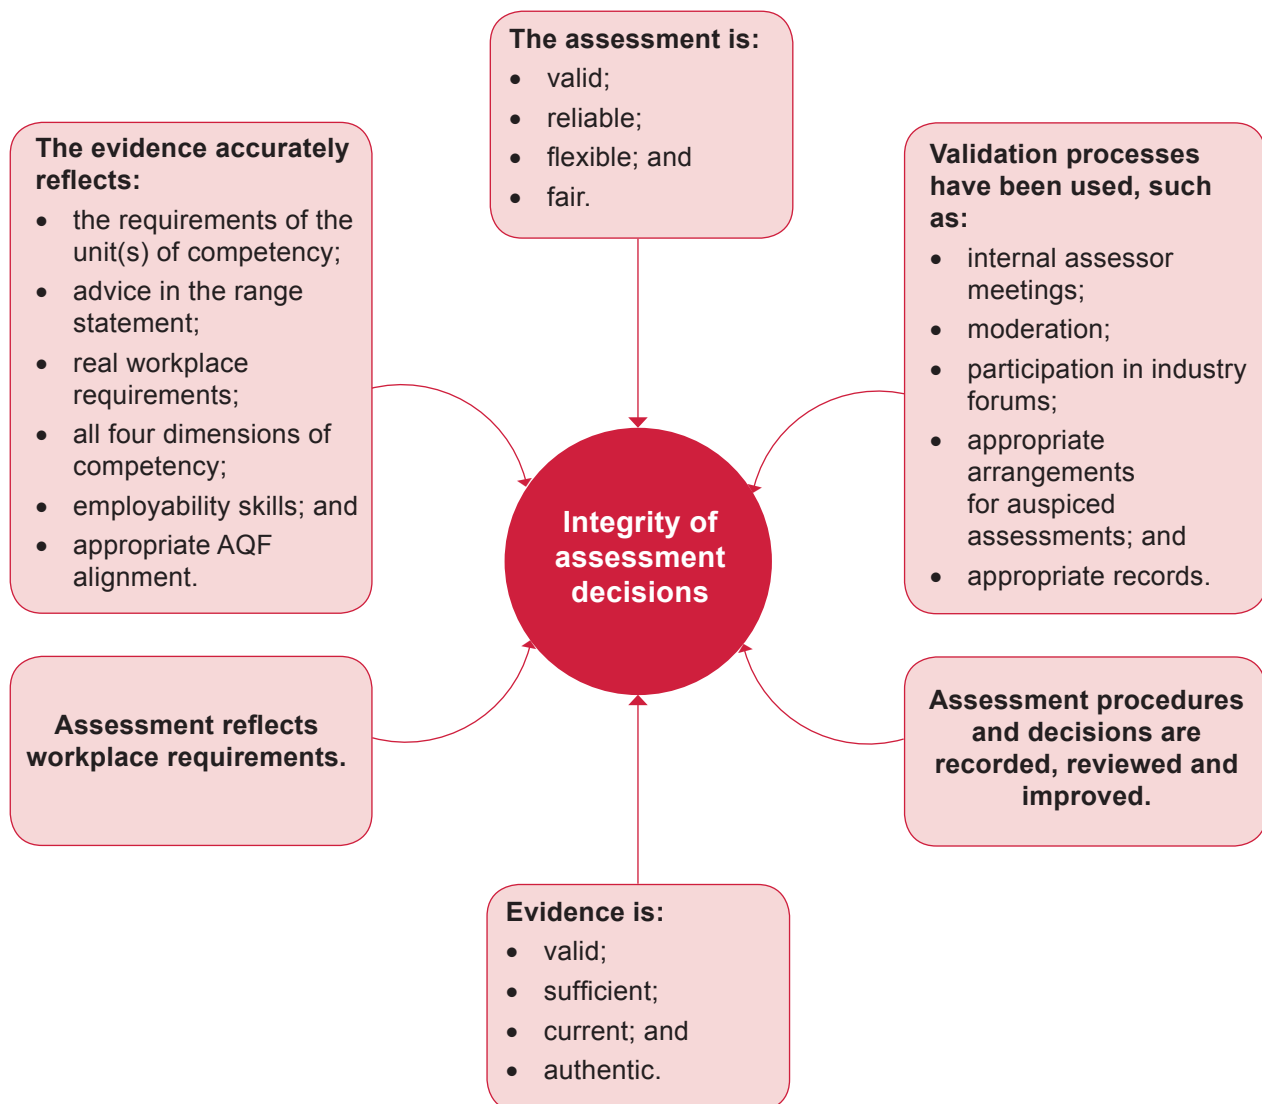 The assessment is:
• valid;
• reliable;
• flexible; and
• fair.
The evidence accurately
reflects:
• the requirements of the
unit(s) of competency;
• advice in the range
statement;
• real workplace
requirements;
• all four dimensions of
competency;
• employability skills; and
• appropriate AQF
alignment.
Validation processes
have been used, such
as:
• internal assessor
meetings;
• moderation;
• participation in industry
forums;
• appropriate
arrangements
for auspiced
assessments; and
• appropriate records.
Integrity of
assessment
decisions
Assessment reflects
workplace requirements.
Assessment procedures
and decisions are
recorded, reviewed and
improved.
Evidence is:
• valid;
• sufficient;
• current; and
• authentic.